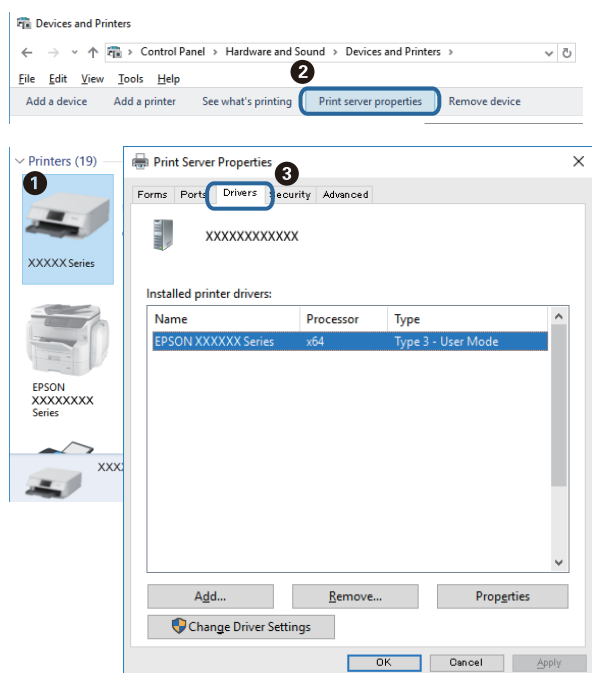 Devices and Printers
Control Panel > Hardware and Sound > Devices and Printers >
2
File Edit View Tools Help
Add a device Add a printer See what's printing Print server properties Remove device
Printers (19)
1
XXXXX Series
EPSON
XXXXXXXX
Series
Print Server Properties
3
Forms Ports Drivers Security Advanced
XXXXXXXXXXXX
Installed printer drivers:
Name Processor Type
EPSON XXXXXX Series x64 Type 3 - User Mode
Add... Remove... Properties
Change Driver Settings
OK Cancel Apply